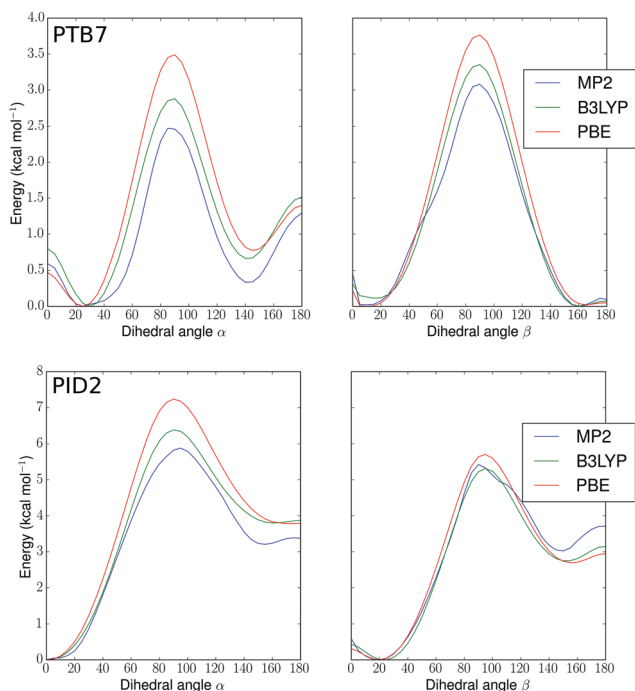 PTB7
4.0
3.5
3.0
2.5
2.0
1.5
1.0
0.5
0.0
Energy (kcal mol⁻¹)
0 20 40 60 80 100 120 140 160 180
Dihedral angle α
MP2
B3LYP
PBE
0 20 40 60 80 100 120 140 160 180
Dihedral angle β
PID2
8
7
6
5
4
3
2
1
0
Energy (kcal mol⁻¹)
0 20 40 60 80 100 120 140 160 180
Dihedral angle α
MP2
B3LYP
PBE
0 20 40 60 80 100 120 140 160 180
Dihedral angle β